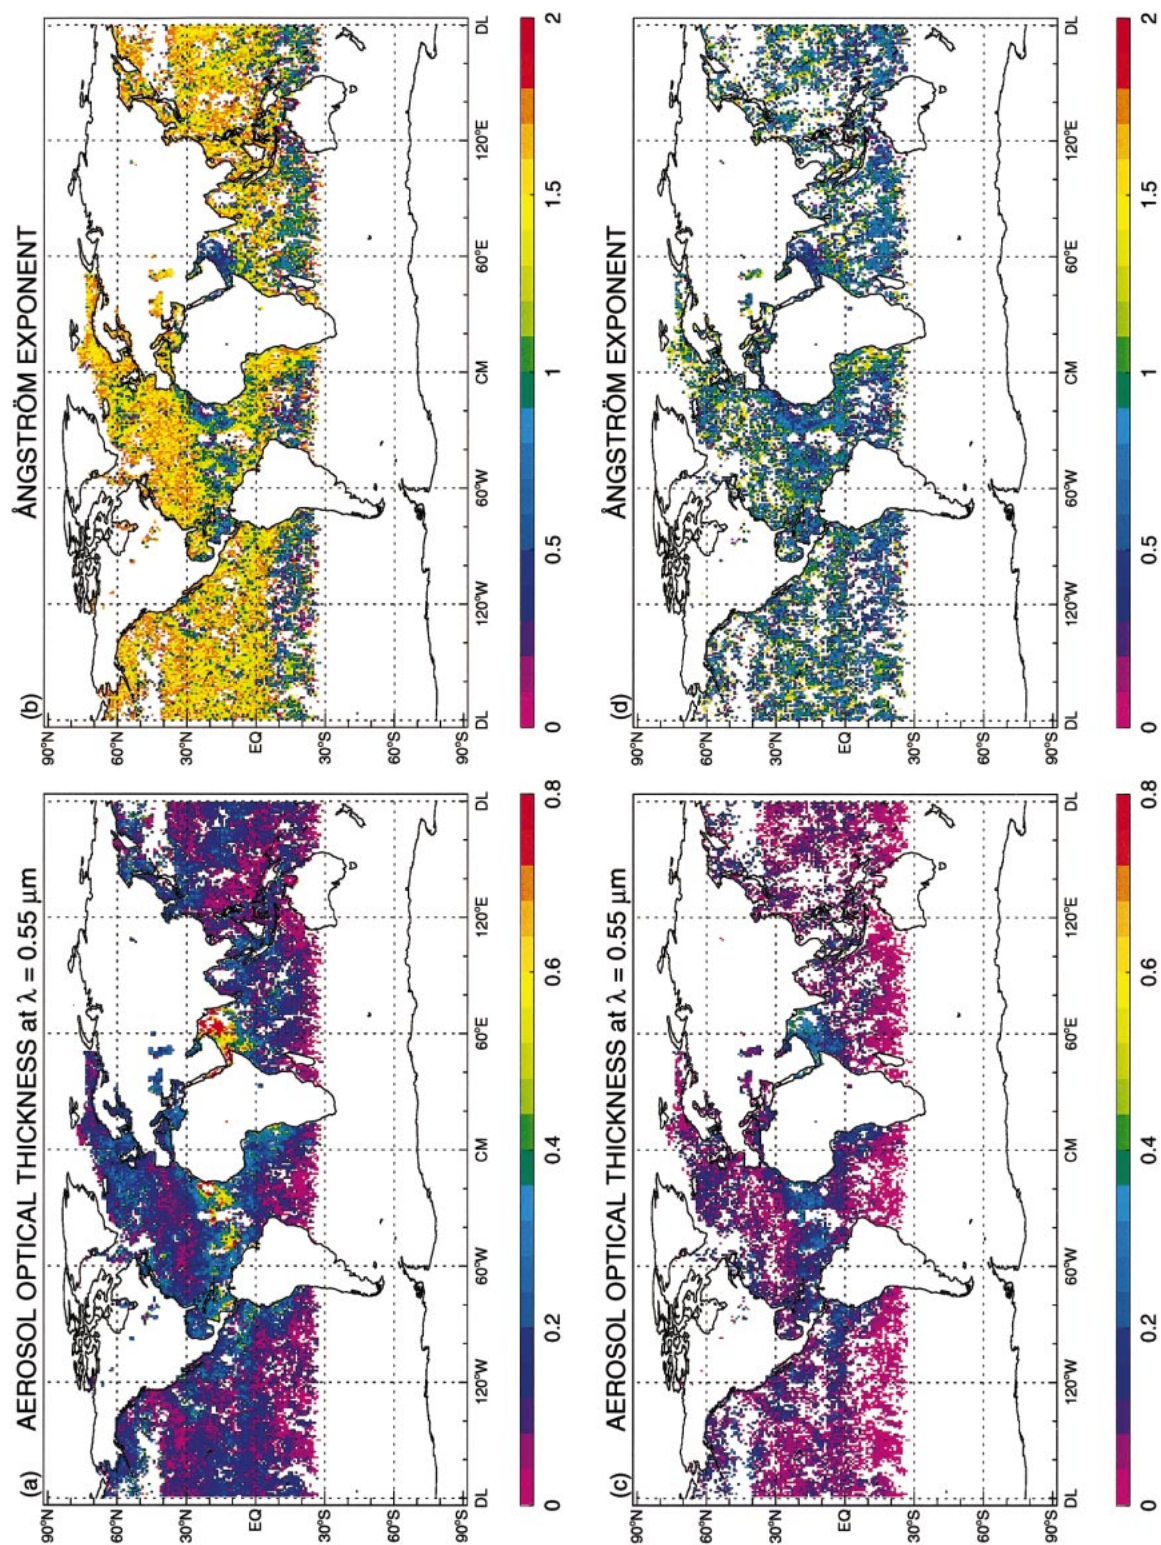 (a) AEROSOL OPTICAL THICKNESS at λ = 0.55 µm
90°N
60°N
30°N
EQ
30°S
60°S
90°S
DL 120°W 60°W CM 60°E 120°E DL
0 0.2 0.4 0.6 0.8
(b) ÅNGSTRÖM EXPONENT
90°N
60°N
30°N
EQ
30°S
60°S
90°S
DL 120°W 60°W CM 60°E 120°E DL
0 0.5 1 1.5 2
(c) AEROSOL OPTICAL THICKNESS at λ = 0.55 µm
90°N
60°N
30°N
EQ
30°S
60°S
90°S
DL 120°W 60°W CM 60°E 120°E DL
0 0.2 0.4 0.6 0.8
(d) ÅNGSTRÖM EXPONENT
90°N
60°N
30°N
EQ
30°S
60°S
90°S
DL 120°W 60°W CM 60°E 120°E DL
0 0.5 1 1.5 2